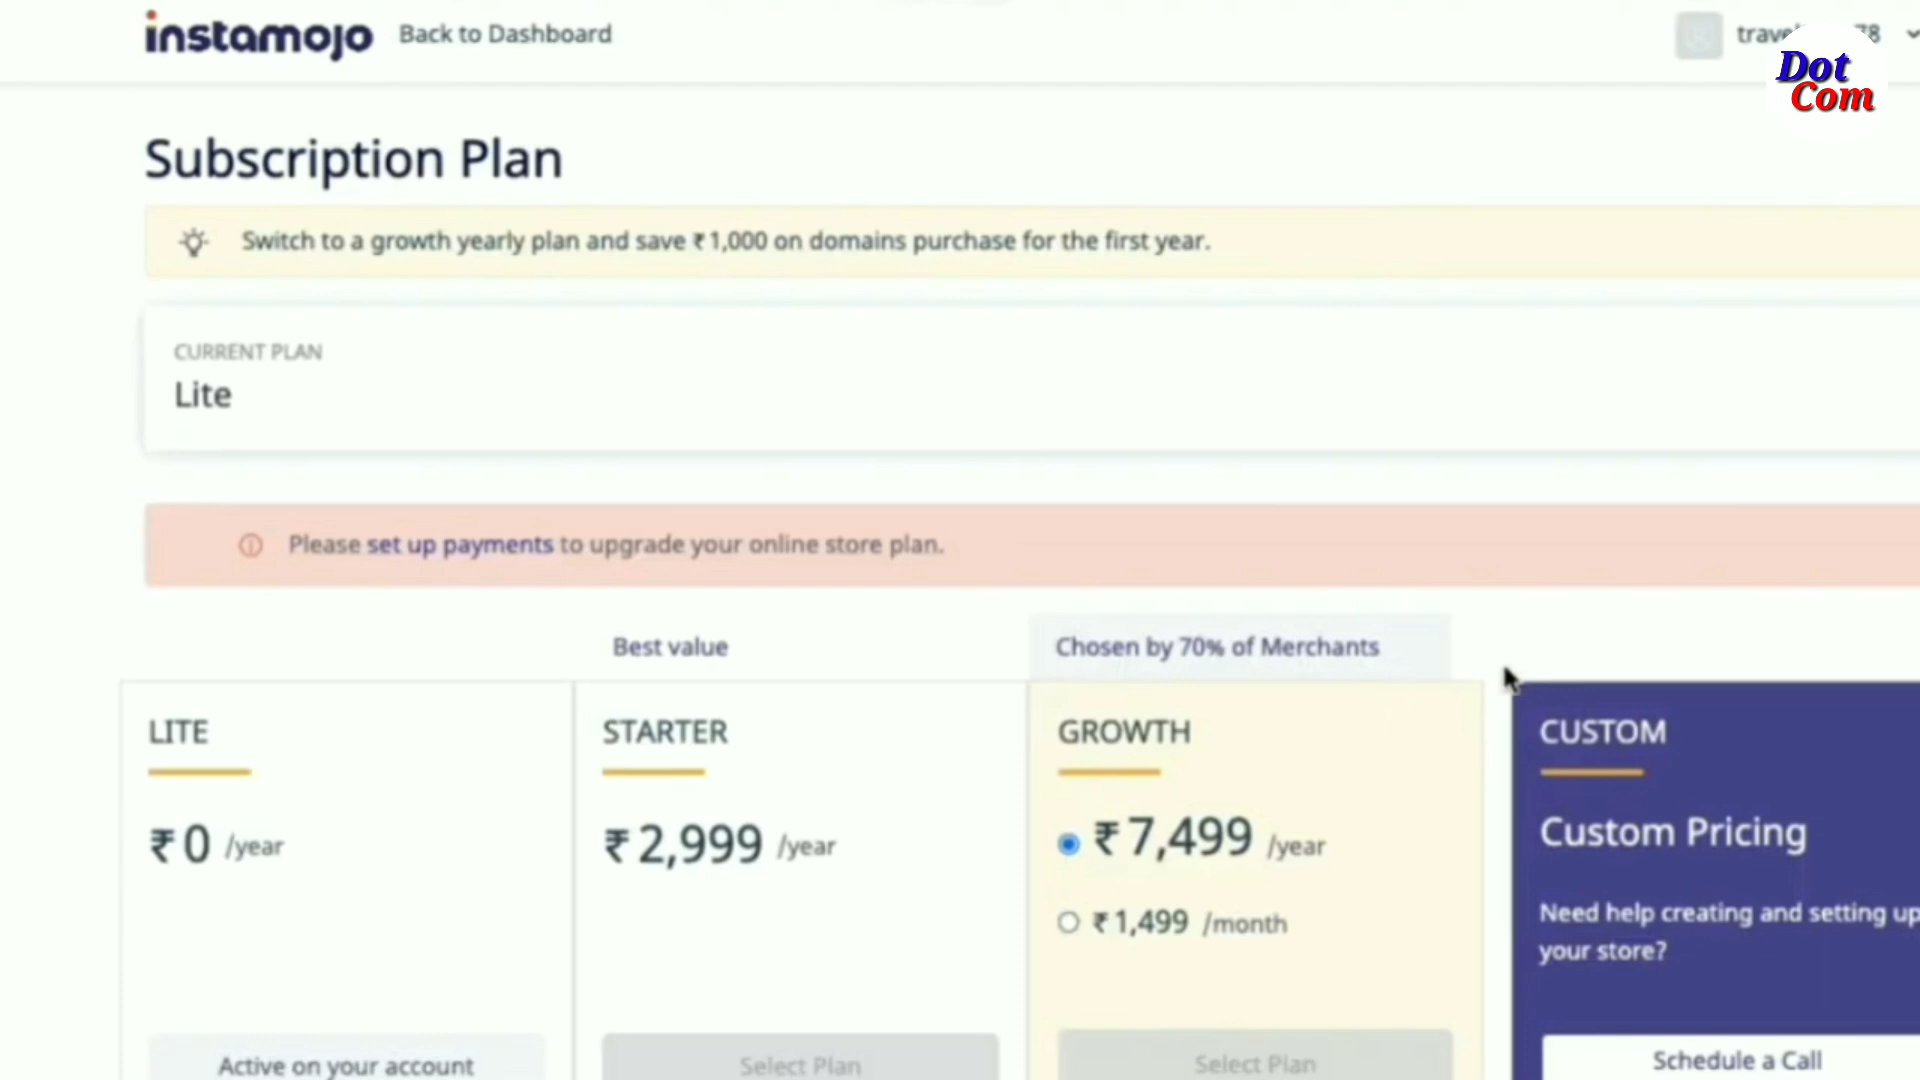 instamojo Back to Dashboard
Dot
Com
Subscription Plan
Switch to a growth yearly plan and save ₹1,000 on domains purchase for the first year.
CURRENT PLAN
Lite
Please set up payments to upgrade your online store plan.
Best value
Chosen by 70% of Merchants
LITE
₹0 /year
Active on your account
STARTER
₹2,999 /year
Select Plan
GROWTH
₹7,499 /year
₹1,499 /month
Select Plan
CUSTOM
Custom Pricing
Need help creating and setting up
your store?
Schedule a Call